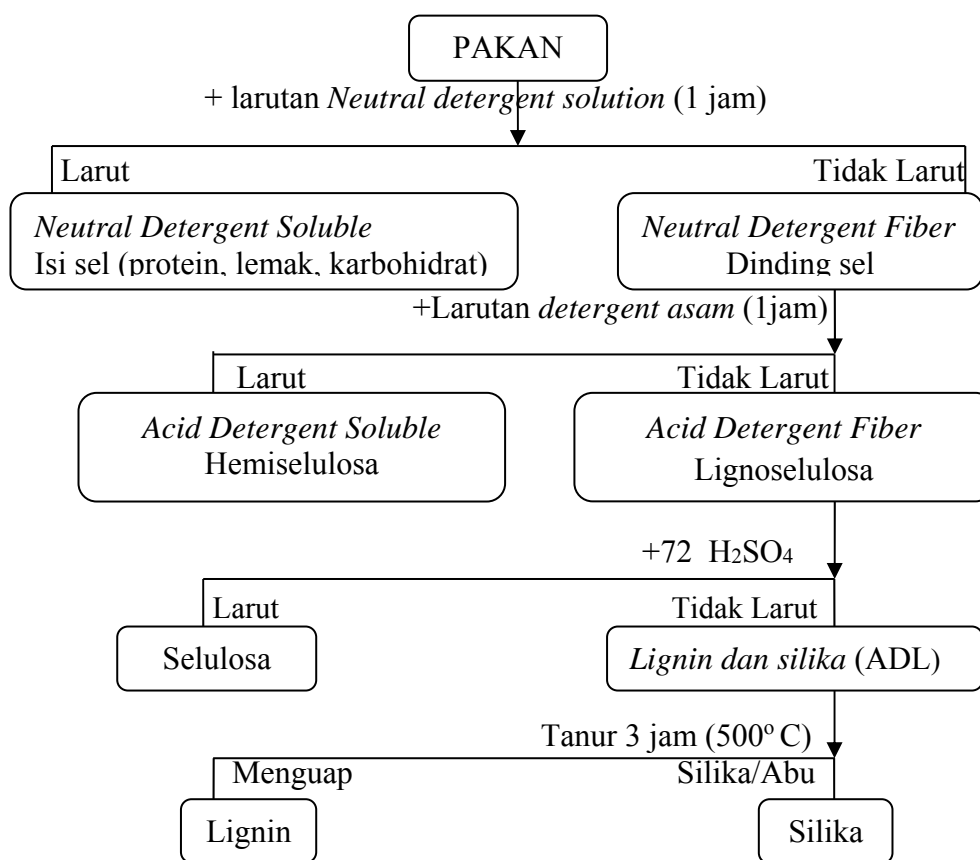 PAKAN
+ larutan Neutral detergent solution (1 jam)
Larut
Tidak Larut
Neutral Detergent Soluble
Isi sel (protein, lemak, karbohidrat)
Neutral Detergent Fiber
Dinding sel
+Larutan detergent asam (1jam)
Larut
Tidak Larut
Acid Detergent Soluble
Hemiselulosa
Acid Detergent Fiber
Lignoselulosa
+72 H₂SO₄
Larut
Tidak Larut
Selulosa
Lignin dan silika (ADL)
Tanur 3 jam (500º C)
Menguap
Silika/Abu
Lignin
Silika